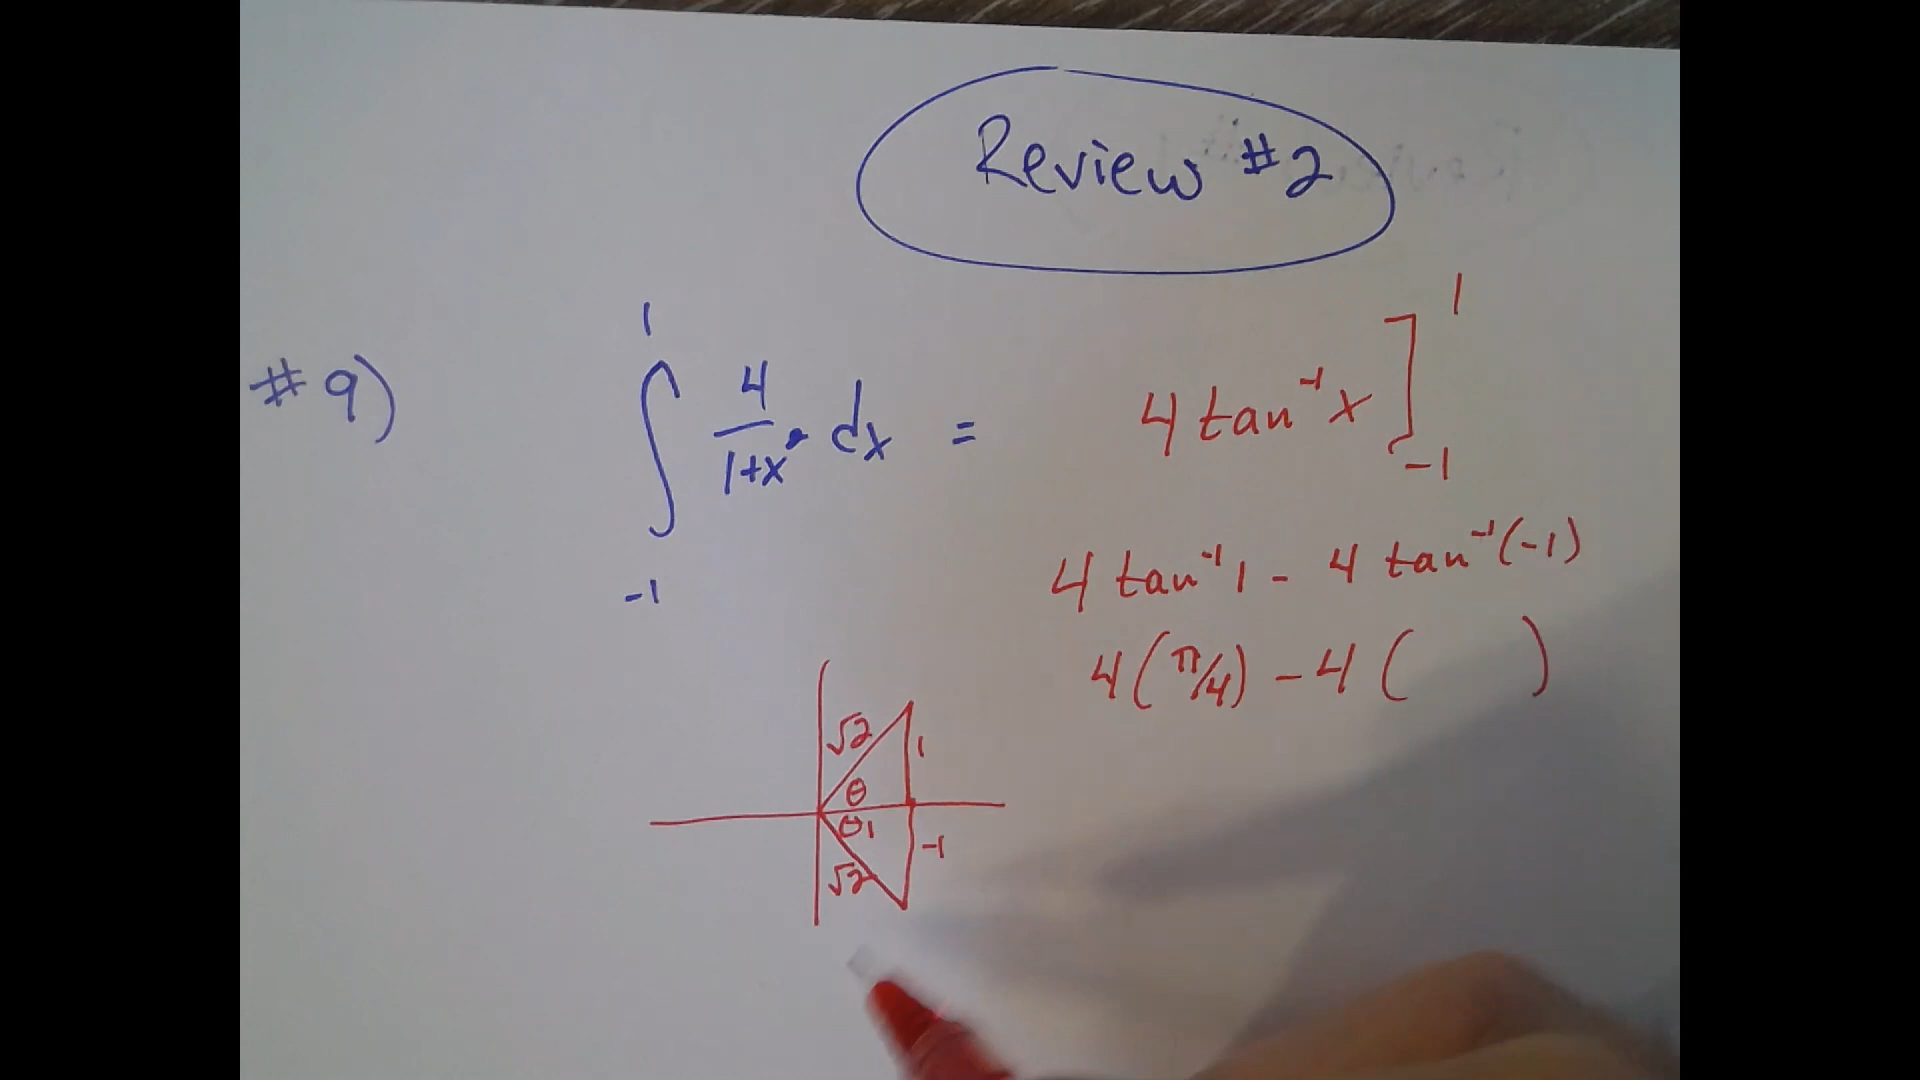 Review #2
#9) ∫ 1 -1 4/1+x² dx = 4 tan⁻¹x ] 1 -1
4 tan⁻¹1 - 4 tan⁻¹(-1)
4 (π/4) - 4 ( )
√2 1
θ
θ1 -1
√2